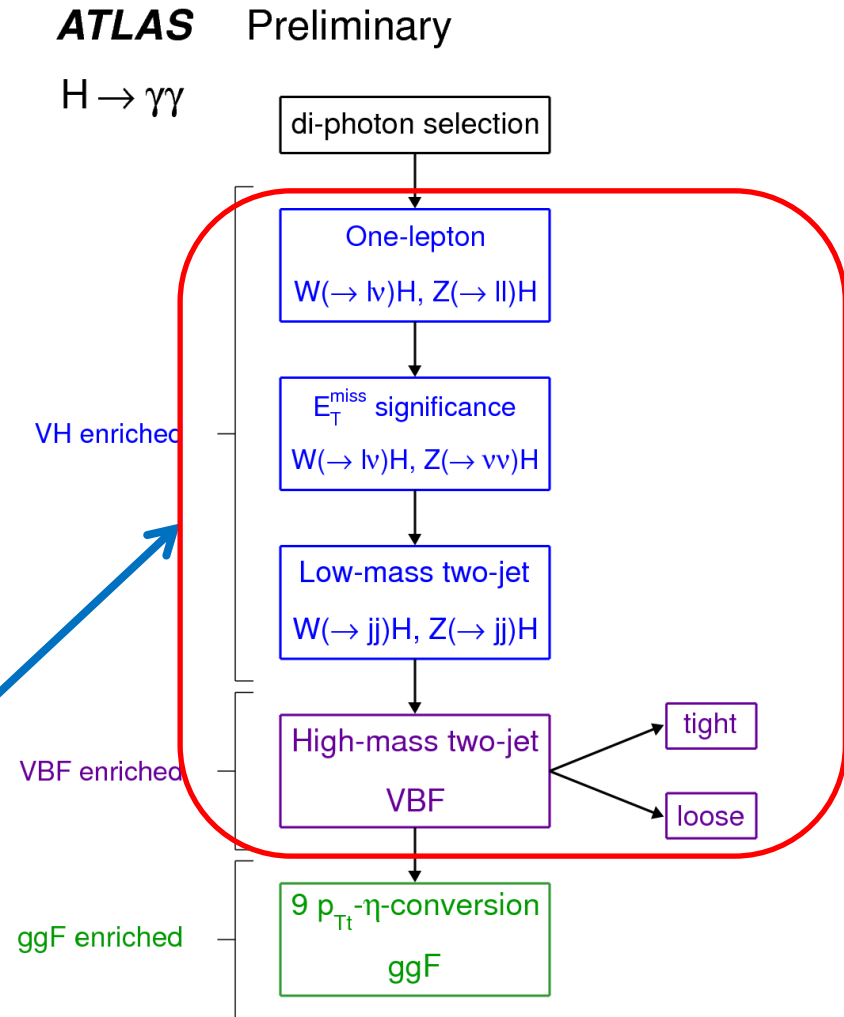 ATLAS Preliminary
H → γγ
di-photon selection
One-lepton
W(→ lν)H, Z(→ ll)H
E_T^miss significance
W(→ lν)H, Z(→ νν)H
VH enriched
Low-mass two-jet
W(→ jj)H, Z(→ jj)H
High-mass two-jet
VBF
tight
loose
VBF enriched
9 p_Tt-η-conversion
ggF
ggF enriched